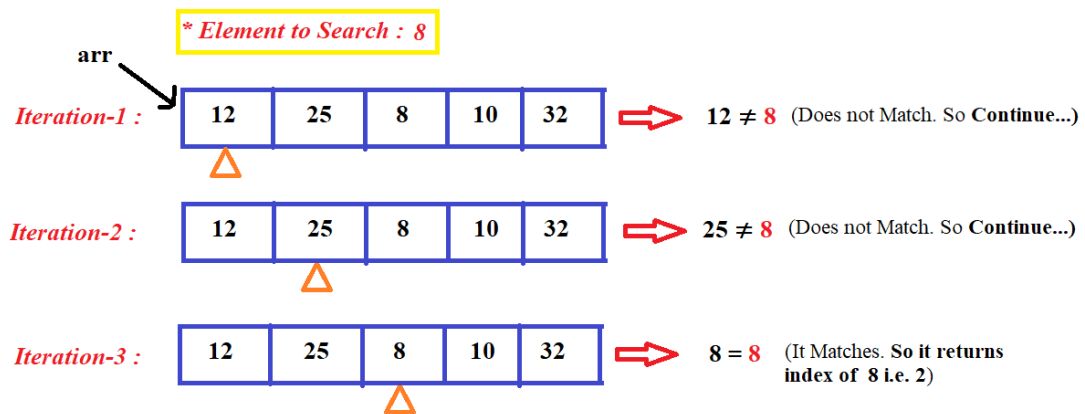 * Element to Search : 8
arr
Iteration-1 : 12 25 8 10 32 12 ≠ 8 (Does not Match. So Continue...)
Iteration-2 : 12 25 8 10 32 25 ≠ 8 (Does not Match. So Continue...)
Iteration-3 : 12 25 8 10 32 8 = 8 (It Matches. So it returns
index of 8 i.e. 2)